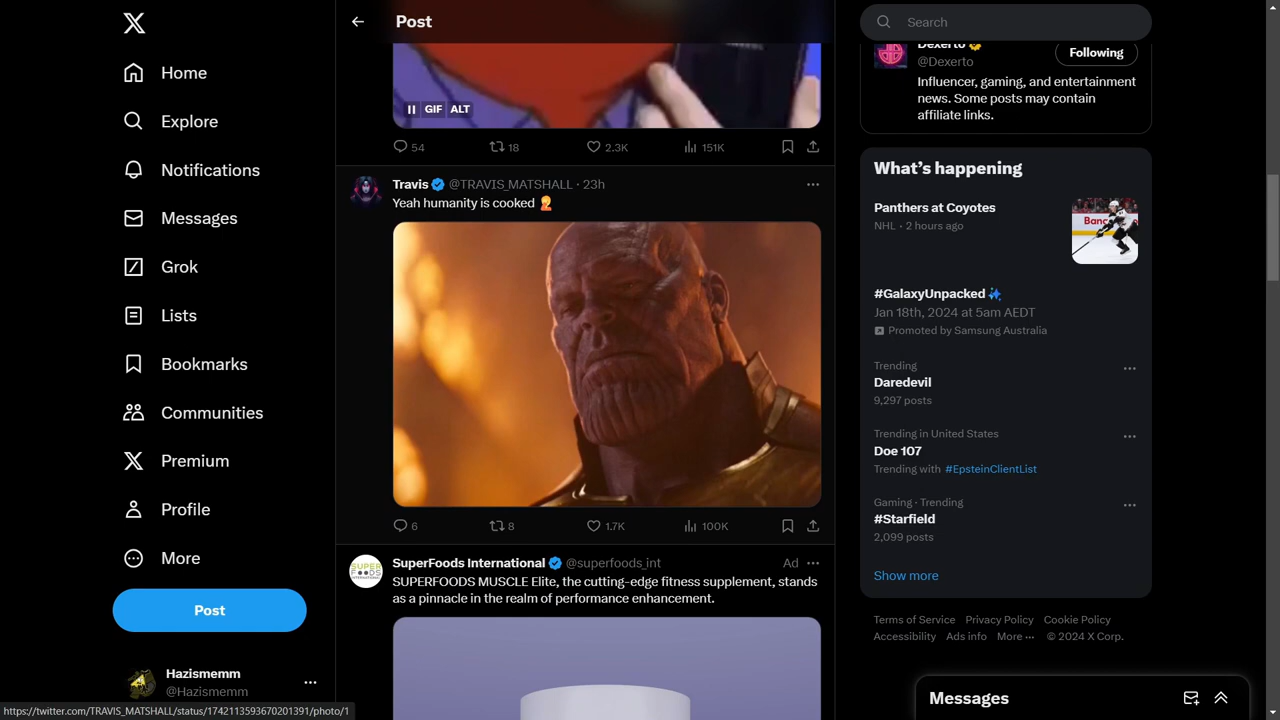 Home
Explore
Notifications
Messages
Grok
Lists
Bookmarks
Communities
Premium
Profile
More
Post
Hazismemm
@Hazismemm
https://twitter.com/TRAVIS_MATSHALL/status/1742113593670201391/photo/1
Post
GIF ALT
54 18 2.3K 151K
Travis @TRAVIS_MATSHALL · 23h
Yeah humanity is cooked 🤦
6 8 1.7K 100K
SuperFoods International @superfoods_int Ad
SUPERFOODS MUSCLE Elite, the cutting-edge fitness supplement, stands
as a pinnacle in the realm of performance enhancement.
SUPER
FOODS
INTERNATIONAL
Search
Dexerto
@Dexerto
Following
Influencer, gaming, and entertainment
news. Some posts may contain
affiliate links.
What's happening
Panthers at Coyotes
NHL · 2 hours ago
Banc
#GalaxyUnpacked
Jan 18th, 2024 at 5am AEDT
Promoted by Samsung Australia
Trending
Daredevil
9,297 posts
Trending in United States
Doe 107
Trending with #EpsteinClientList
Gaming · Trending
#Starfield
2,099 posts
Show more
Terms of Service Privacy Policy Cookie Policy
Accessibility Ads info More ··· © 2024 X Corp.
Messages